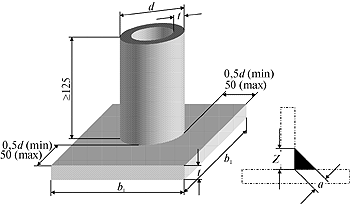 d
t
≥125
0,5d (min)
50 (max)
0,5d (min)
50 (max)
t
b₁
b₂
Z
a